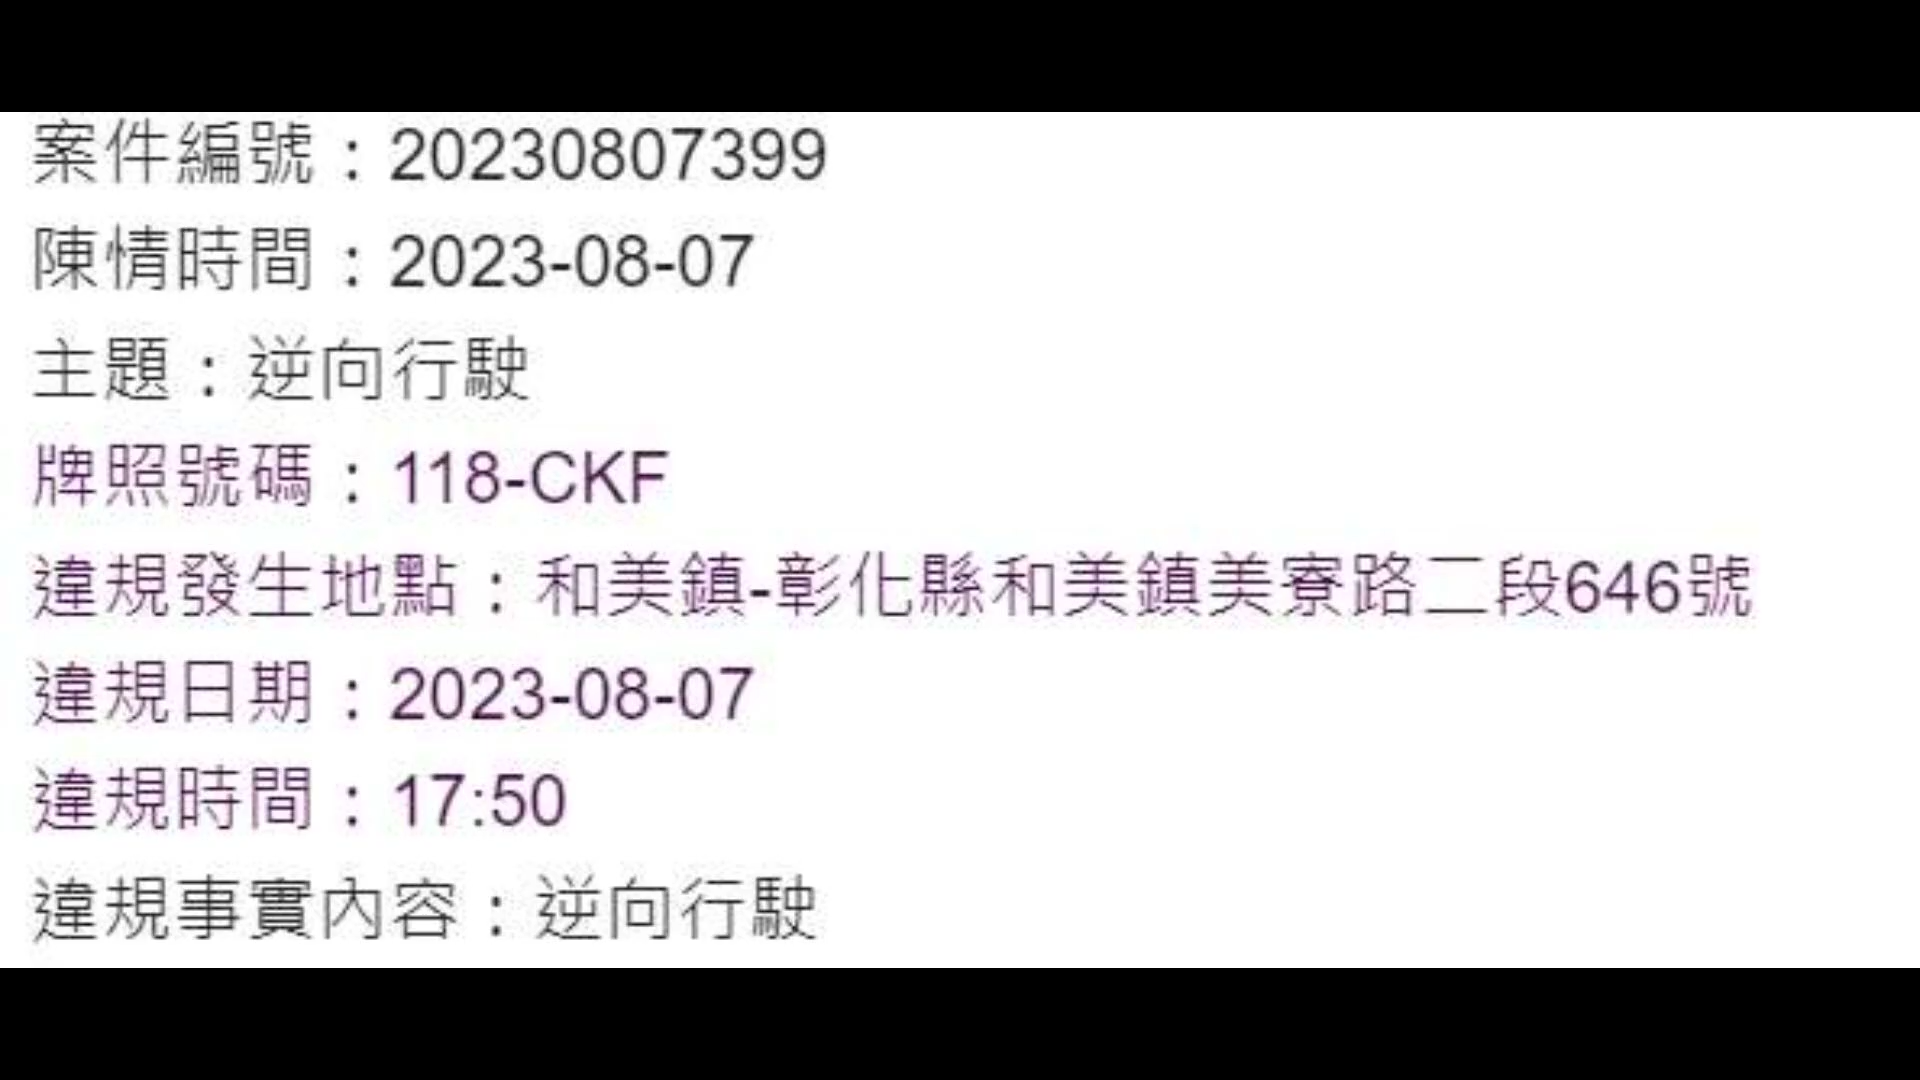 案件編號：20230807399
陳情時間：2023-08-07
主題：逆向行駛
牌照號碼：118-CKF
違規發生地點：和美鎮-彰化縣和美鎮美寮路二段646號
違規日期：2023-08-07
違規時間：17:50
違規事實內容：逆向行駛